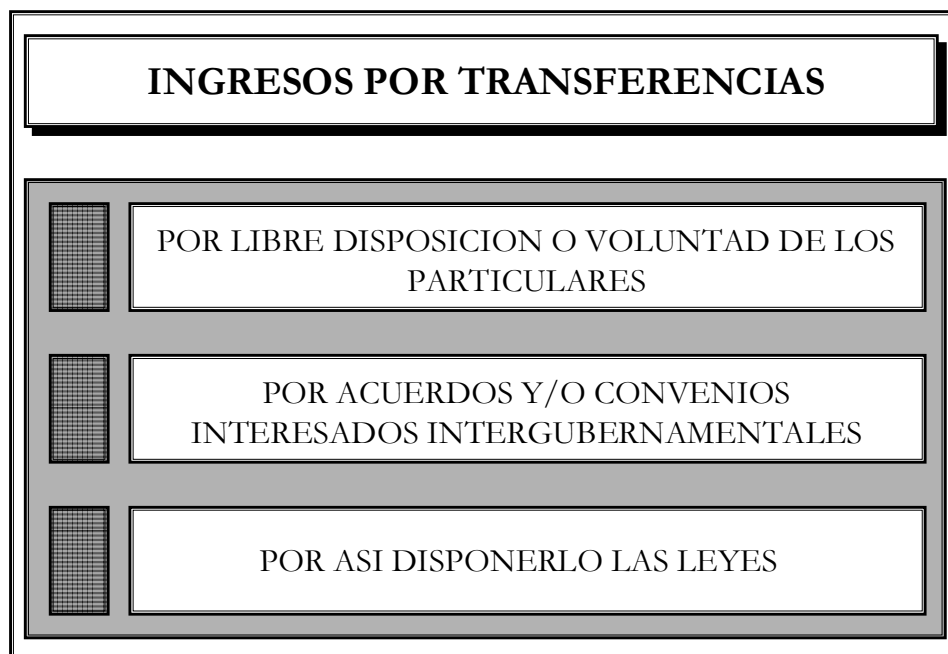 INGRESOS POR TRANSFERENCIAS
POR LIBRE DISPOSICION O VOLUNTAD DE LOS
PARTICULARES
POR ACUERDOS Y/O CONVENIOS
INTERESADOS INTERGUBERNAMENTALES
POR ASI DISPONERLO LAS LEYES